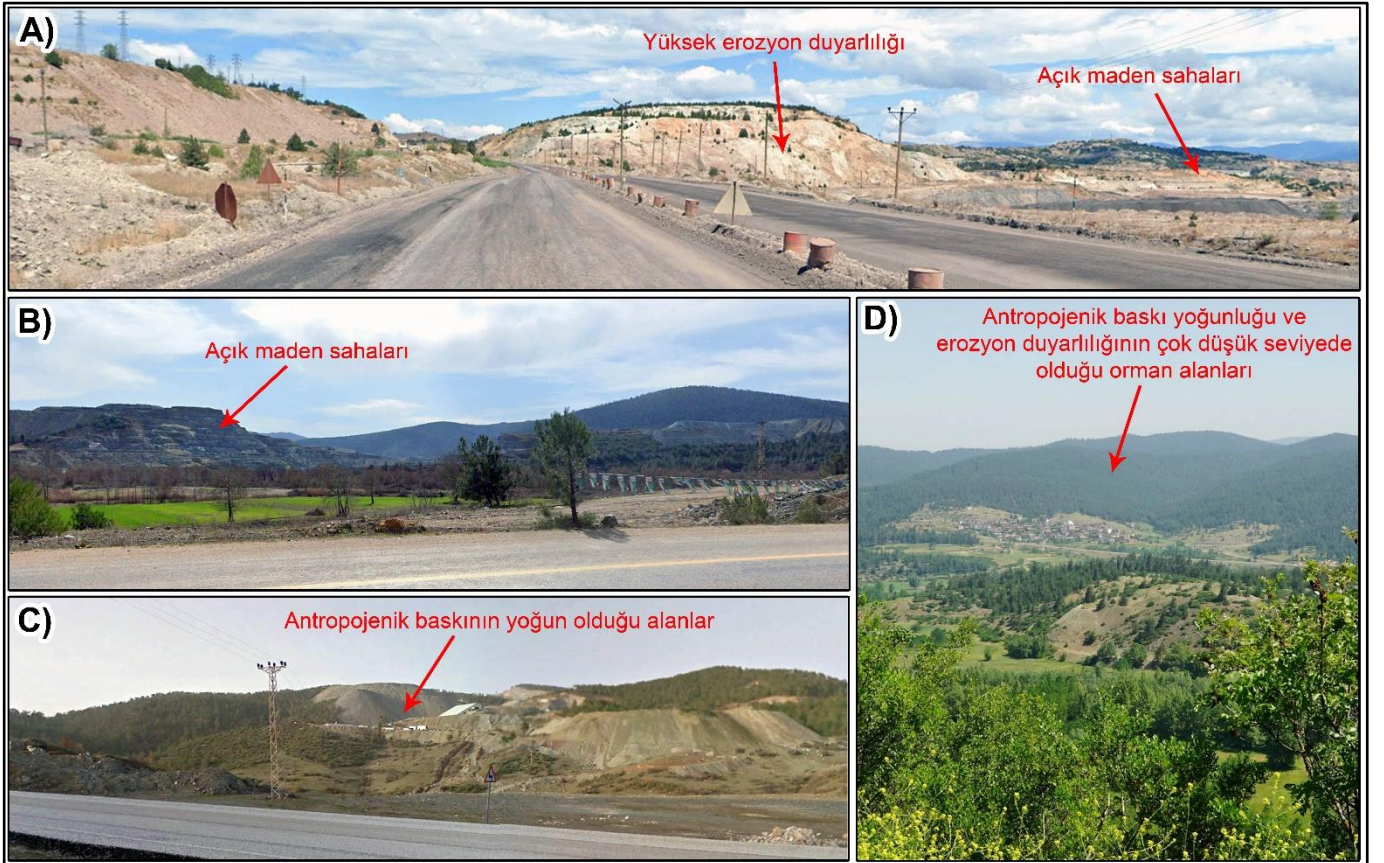 A)
Yüksek erozyon duyarlılığı
Açık maden sahaları
B)
Açık maden sahaları
C)
Antropojenik baskının yoğun olduğu alanlar
D)
Antropojenik baskı yoğunluğu ve
erozyon duyarlılığının çok düşük seviyede
olduğu orman alanları